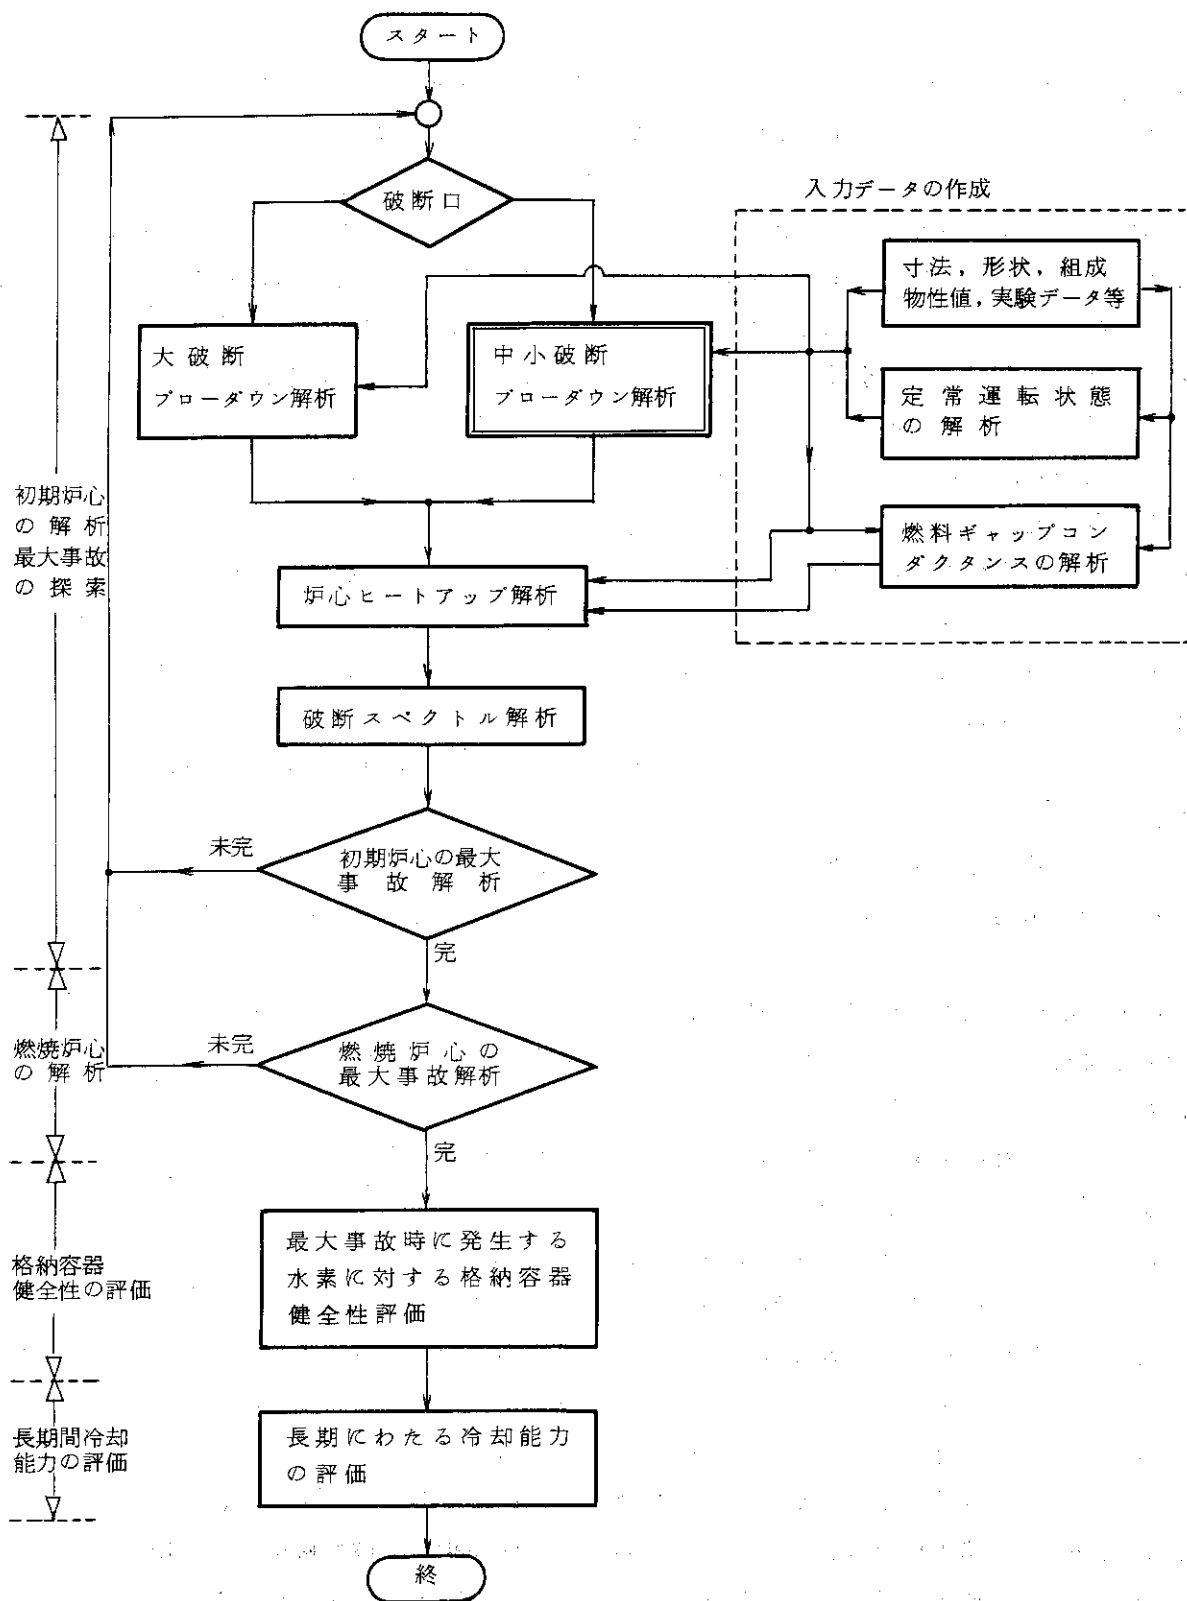 スタート
破断口
入力データの作成
寸法，形状，組成
物性値，実験データ等
大破断
ブローダウン解析
中小破断
ブローダウン解析
定常運転状態
の解析
初期炉心
の解析
最大事故
の探索
燃料ギャップコン
ダクタンスの解析
炉心ヒートアップ解析
破断スペクトル解析
未完
初期炉心の最大
事故解析
完
燃焼炉心
の解析
未完
燃焼炉心の
最大事故解析
完
格納容器
健全性の評価
最大事故時に発生する
水素に対する格納容器
健全性評価
長期間冷却
能力の評価
長期にわたる冷却能力
の評価
終